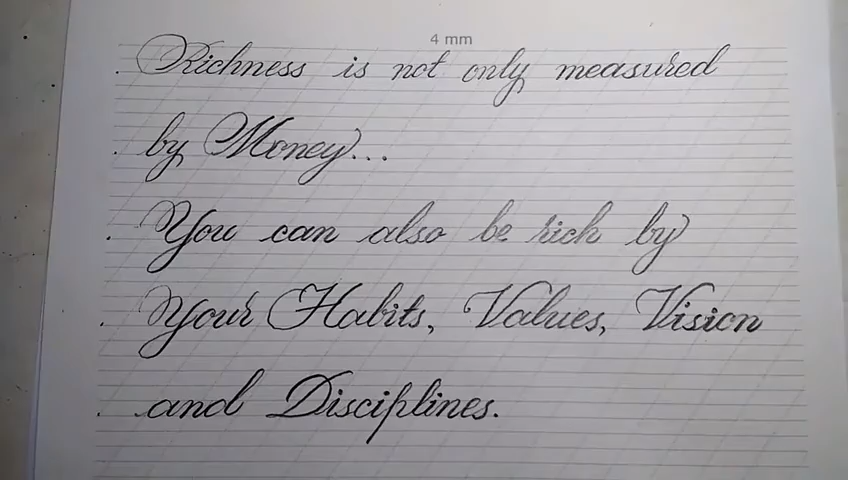 4 mm
Richness is not only measured
by Money...
You can also be rich by
Your Habits, Values, Vision
and Disciplines.